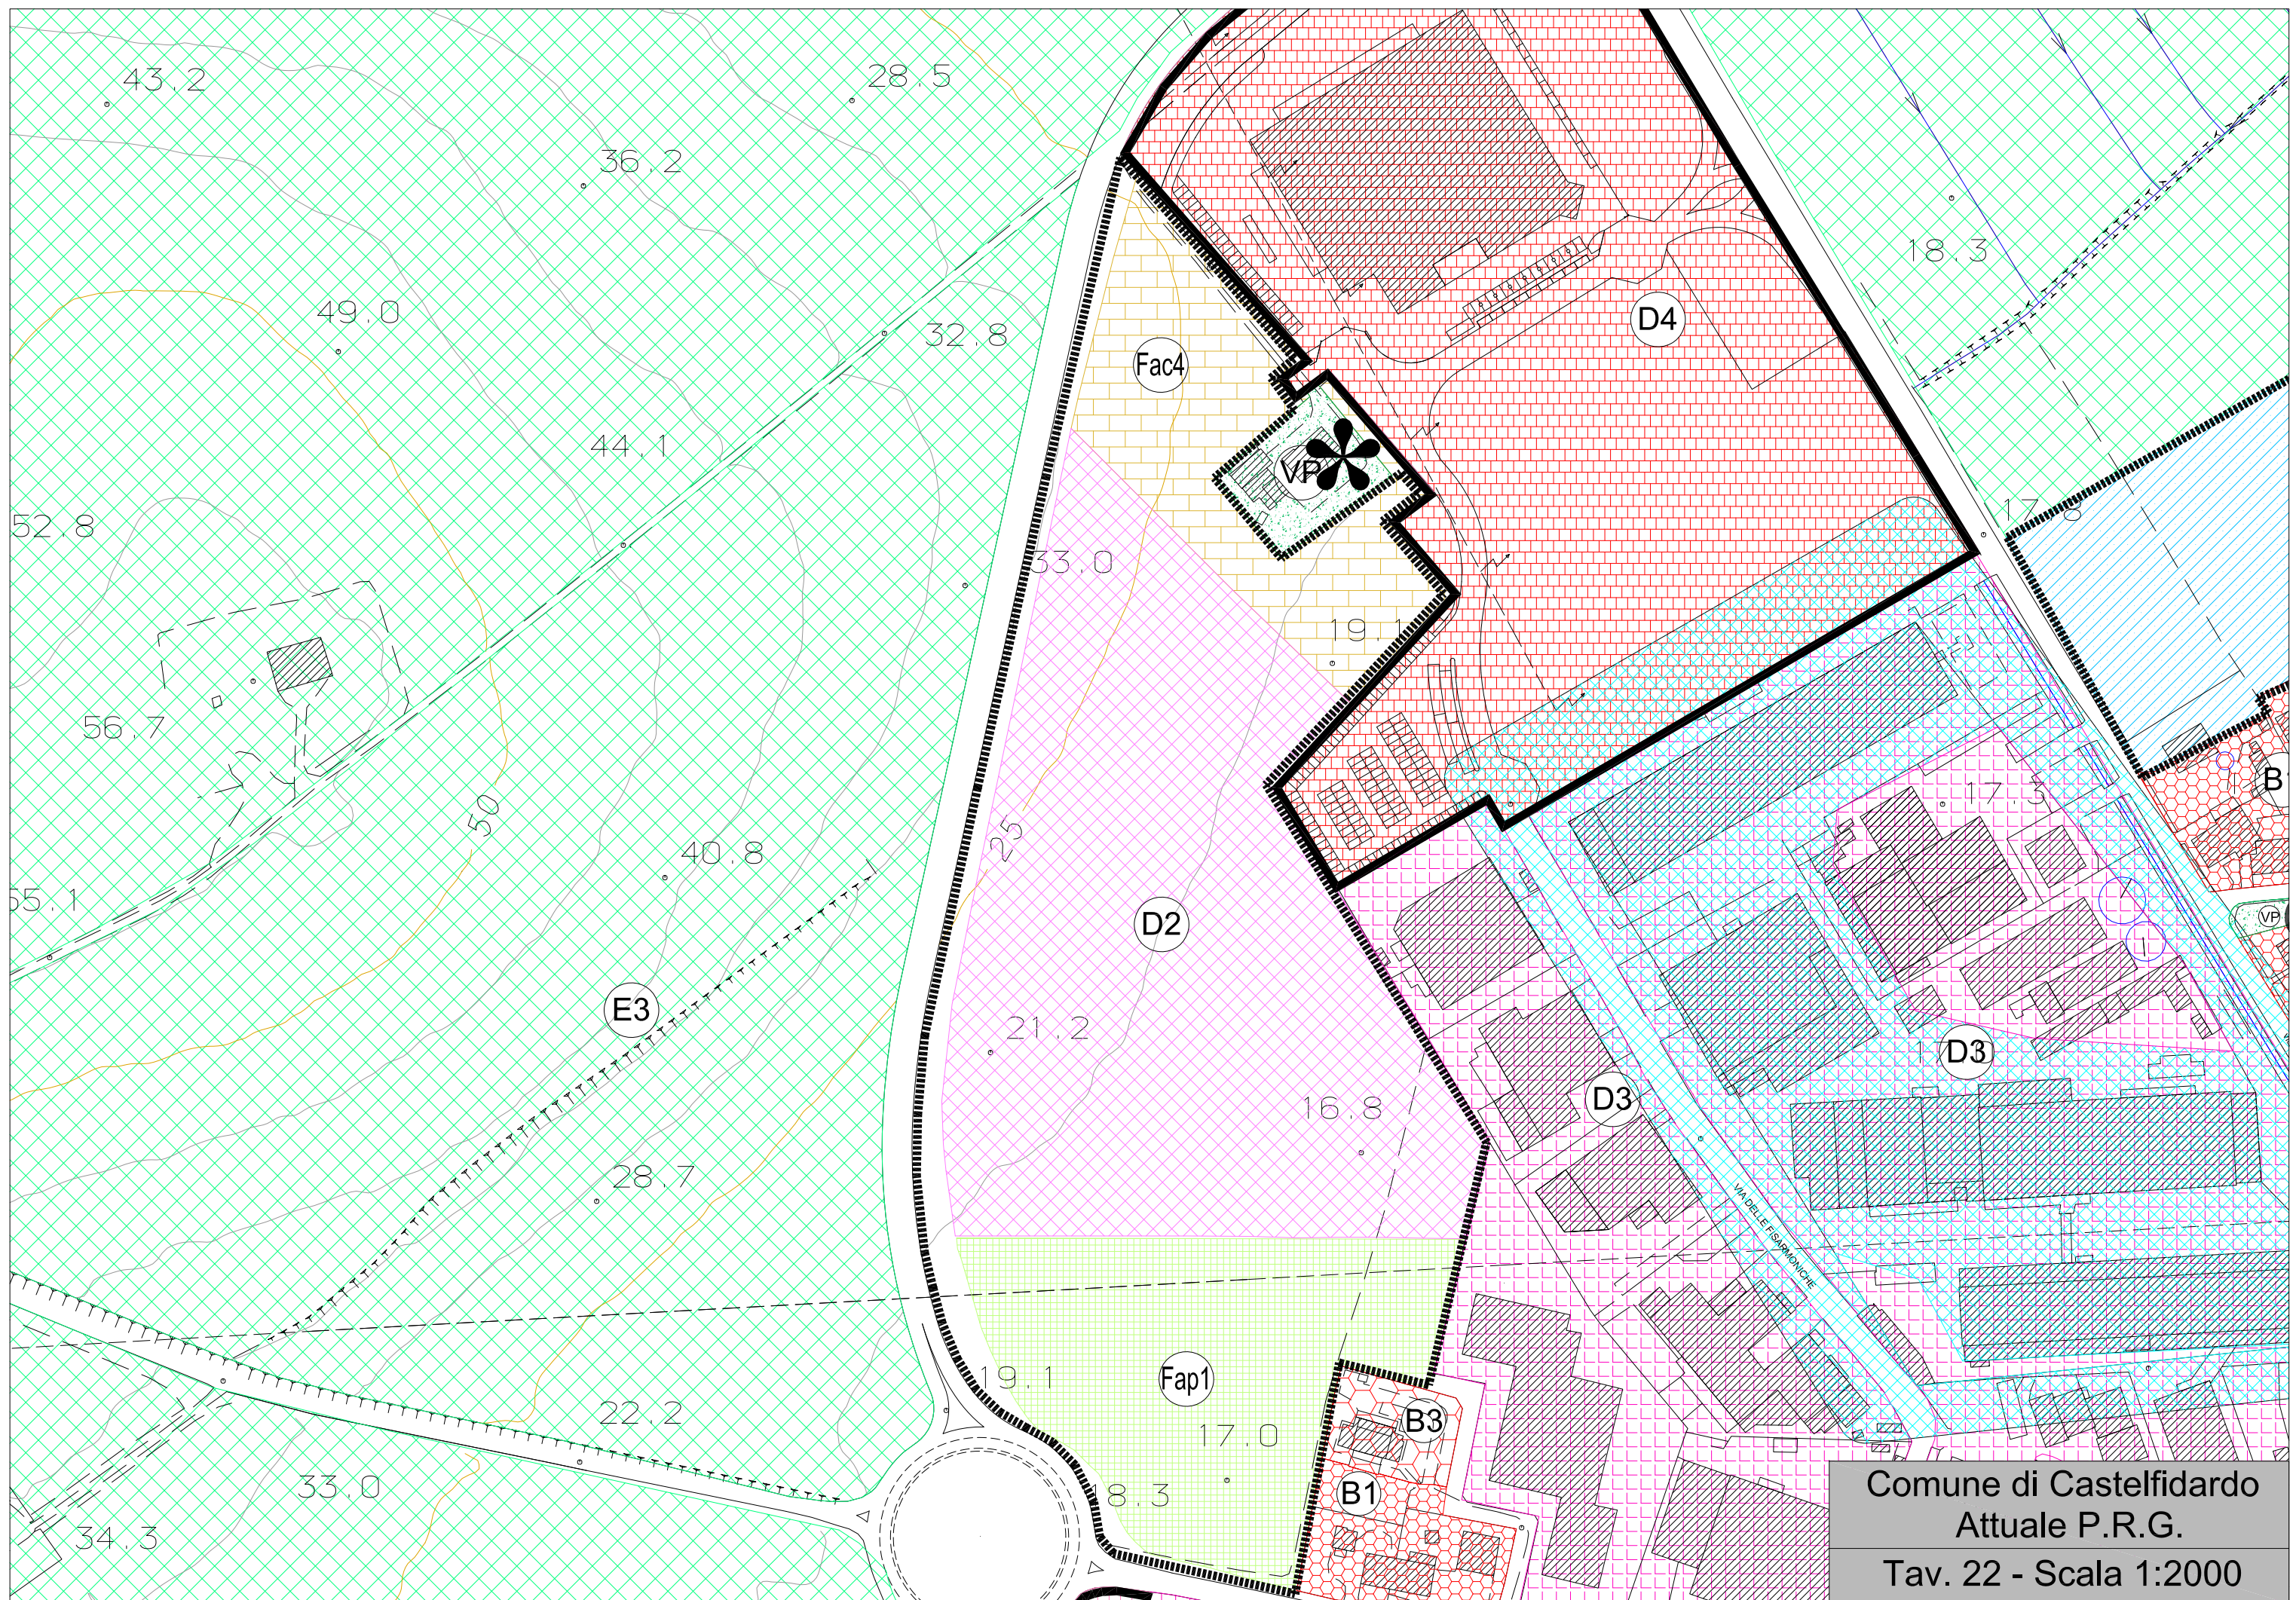 43,2
28,5
36,2
18,3
49,0
32,8
D4
Fac4
44,1
VP
52,8
17,8
33,0
19,1
56,7
B
17,3
50
25
40,8
55,1
VP
D2
E3
21,2
D3
16,8
D3
28,7
VIA DELLE FISARMONICHE
19,1
Fap1
22,2
B3
17,0
33,0
18,3
B1
34,3
Comune di Castelfidardo
Attuale P.R.G.
Tav. 22 - Scala 1:2000